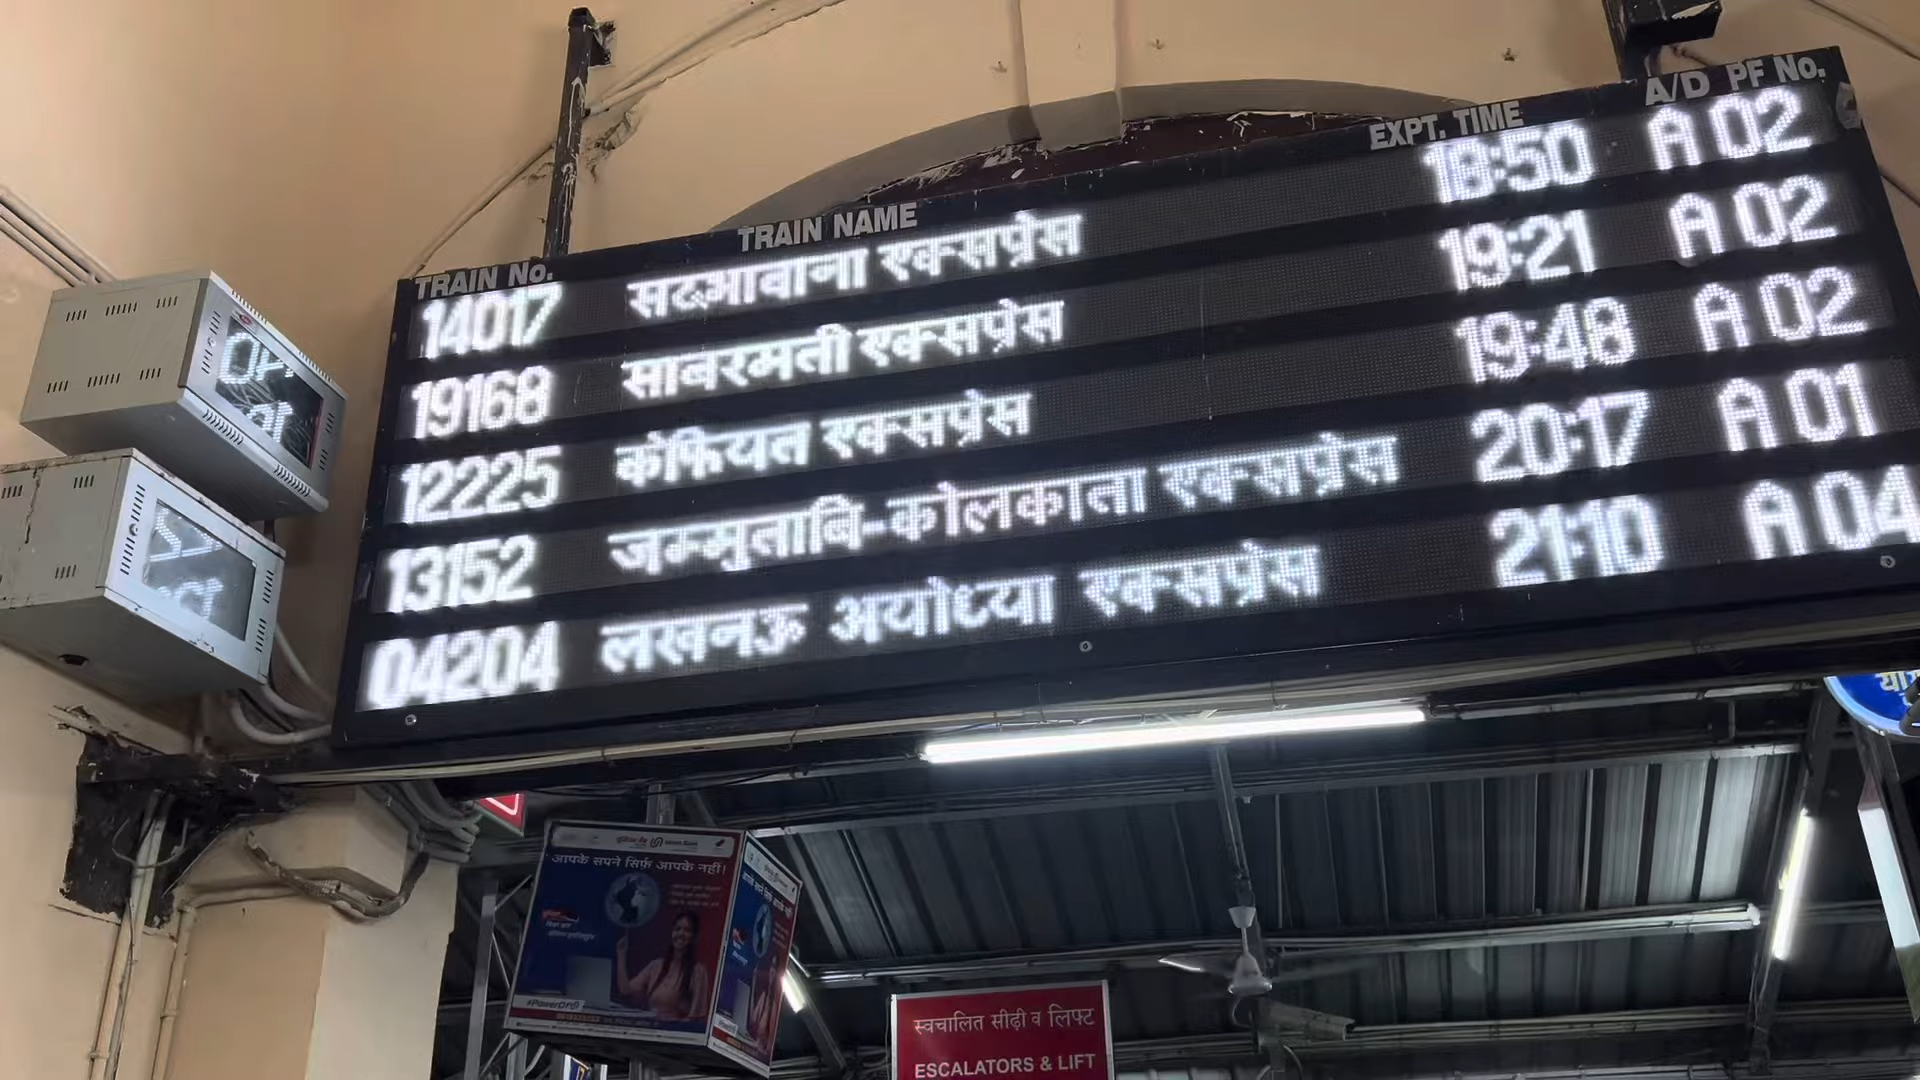 TRAIN No. TRAIN NAME EXPT. TIME A/D PF No.
14017 सदभावाना एक्सप्रेस 18:50 A 02
19168 साबरमती एक्सप्रेस 19:21 A 02
12225 केफियत एक्सप्रेस 19:48 A 02
13152 जम्मुतावि-कोलकाता एक्सप्रेस 20:17 A 01
04204 लखनऊ अयोध्या एक्सप्रेस 21:10 A 04
आपके सपने सिर्फ़ आपके नहीं!
स्वचालित सीढ़ी व लिफ्ट
ESCALATORS & LIFT